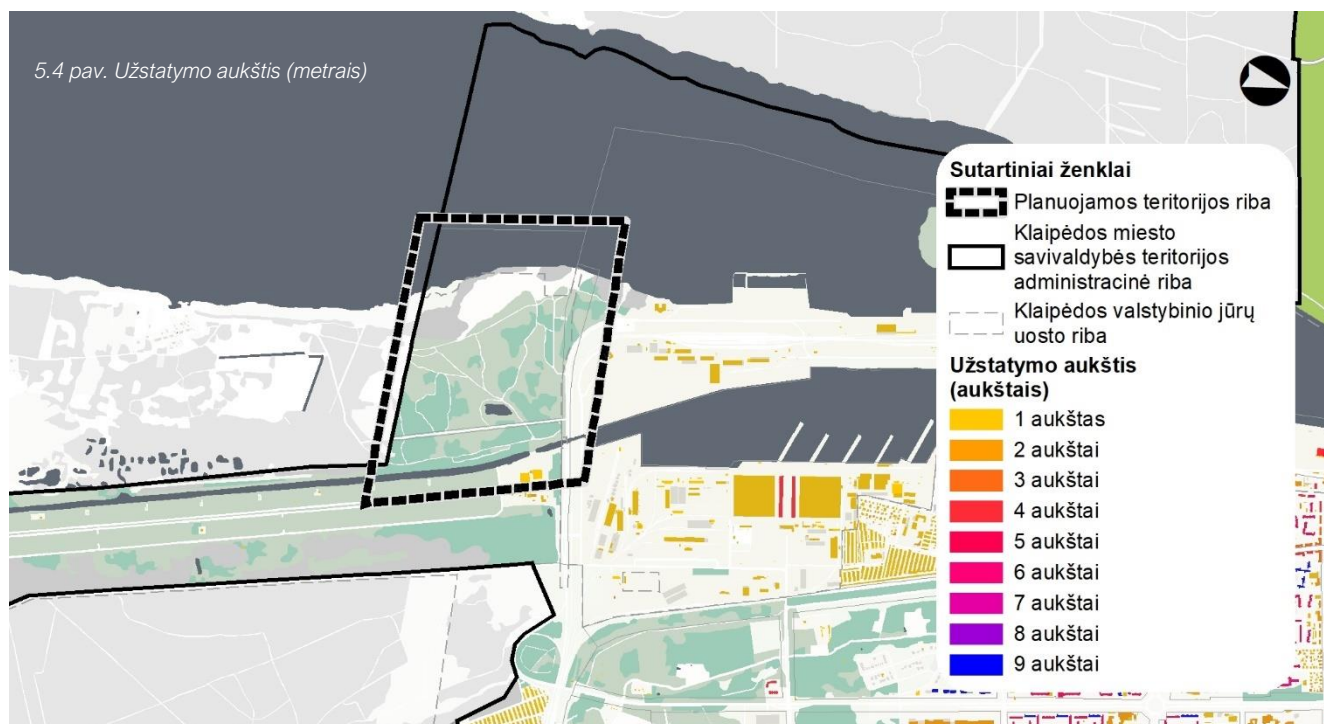 5.4 pav. Užstatymo aukštis (metrais)
Sutartiniai ženklai
Planuojamos teritorijos riba
Klaipėdos miesto
savivaldybės teritorijos
administracinė riba
Klaipėdos valstybinio jūrų
uosto riba
Užstatymo aukštis
(aukštais)
1 aukštas
2 aukštai
3 aukštai
4 aukštai
5 aukštai
6 aukštai
7 aukštai
8 aukštai
9 aukštai